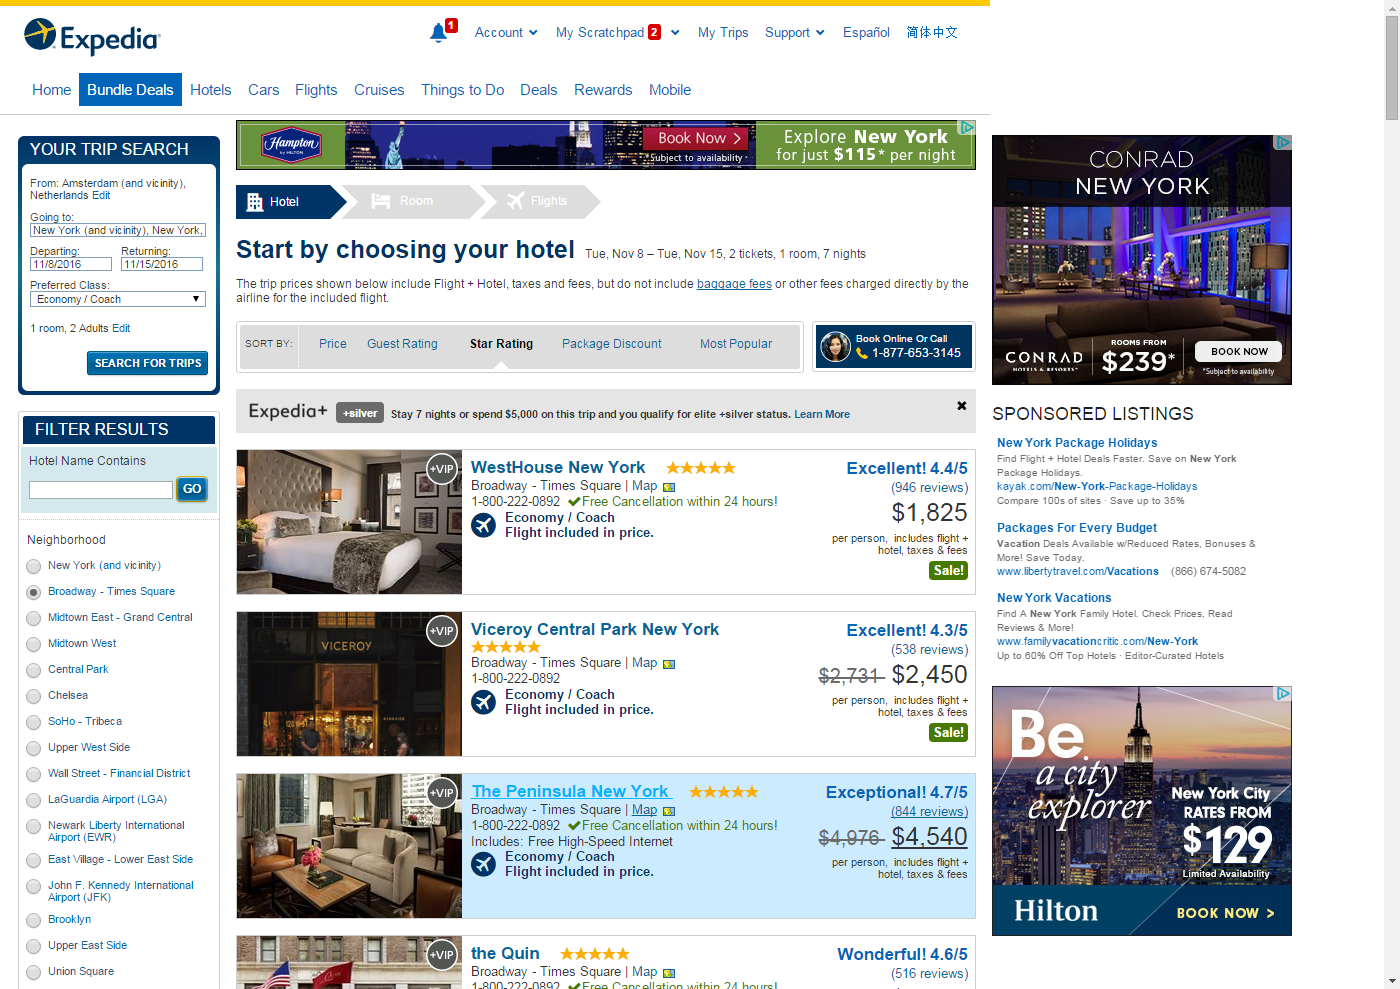 Expedia
1
Account
My Scratchpad 2
My Trips
Support
Español
简体中文
Home
Bundle Deals
Hotels
Cars
Flights
Cruises
Things to Do
Deals
Rewards
Mobile
YOUR TRIP SEARCH
From: Amsterdam (and vicinity),
Netherlands Edit
Going to:
New York (and vicinity), New York,
Departing:
Returning:
11/8/2016
11/15/2016
Preferred Class:
Economy / Coach
1 room, 2 Adults Edit
SEARCH FOR TRIPS
FILTER RESULTS
Hotel Name Contains
GO
Neighborhood
New York (and vicinity)
Broadway - Times Square
Midtown East - Grand Central
Midtown West
Central Park
Chelsea
SoHo - Tribeca
Upper West Side
Wall Street - Financial District
LaGuardia Airport (LGA)
Newark Liberty International
Airport (EWR)
East Village - Lower East Side
John F. Kennedy International
Airport (JFK)
Brooklyn
Upper East Side
Union Square
Hampton
by HILTON
Book Now >
Subject to availability
Explore New York
for just $115* per night
Hotel
Room
Flights
Start by choosing your hotel Tue, Nov 8 – Tue, Nov 15, 2 tickets, 1 room, 7 nights
The trip prices shown below include Flight + Hotel, taxes and fees, but do not include baggage fees or other fees charged directly by the
airline for the included flight.
SORT BY:
Price
Guest Rating
Star Rating
Package Discount
Most Popular
Book Online Or Call
1-877-653-3145
Expedia+ +silver Stay 7 nights or spend $5,000 on this trip and you qualify for elite +silver status. Learn More
+VIP
WestHouse New York
Broadway - Times Square | Map
1-800-222-0892 Free Cancellation within 24 hours!
Economy / Coach
Flight included in price.
Excellent! 4.4/5
(946 reviews)
$1,825
per person, includes flight +
hotel, taxes & fees
Sale!
VICEROY
+VIP
Viceroy Central Park New York
Broadway - Times Square | Map
1-800-222-0892
Economy / Coach
Flight included in price.
Excellent! 4.3/5
(538 reviews)
$2,731 $2,450
per person, includes flight +
hotel, taxes & fees
Sale!
+VIP
The Peninsula New York
Broadway - Times Square | Map
1-800-222-0892 Free Cancellation within 24 hours!
Includes: Free High-Speed Internet
Economy / Coach
Flight included in price.
Exceptional! 4.7/5
(844 reviews)
$4,976 $4,540
per person, includes flight +
hotel, taxes & fees
+VIP
the Quin
Broadway - Times Square | Map
1-800-222-0892 Free Cancellation within 24 hours!
Wonderful! 4.6/5
(516 reviews)
CONRAD
NEW YORK
CONRAD
HOTELS & RESORTS
ROOMS FROM
$239*
BOOK NOW
*Subject to availability
SPONSORED LISTINGS
New York Package Holidays
Find Flight + Hotel Deals Faster. Save on New York
Package Holidays.
kayak.com/New-York-Package-Holidays
Compare 100s of sites · Save up to 35%
Packages For Every Budget
Vacation Deals Available w/Reduced Rates, Bonuses &
More! Save Today.
www.libertytravel.com/Vacations (866) 674-5082
New York Vacations
Find A New York Family Hotel. Check Prices, Read
Reviews & More!
www.familyvacationcritic.com/New-York
Up to 60% Off Top Hotels · Editor-Curated Hotels
Be
a city
explorer
New York City
RATES FROM
$129
Limited Availability
Hilton
BOOK NOW >